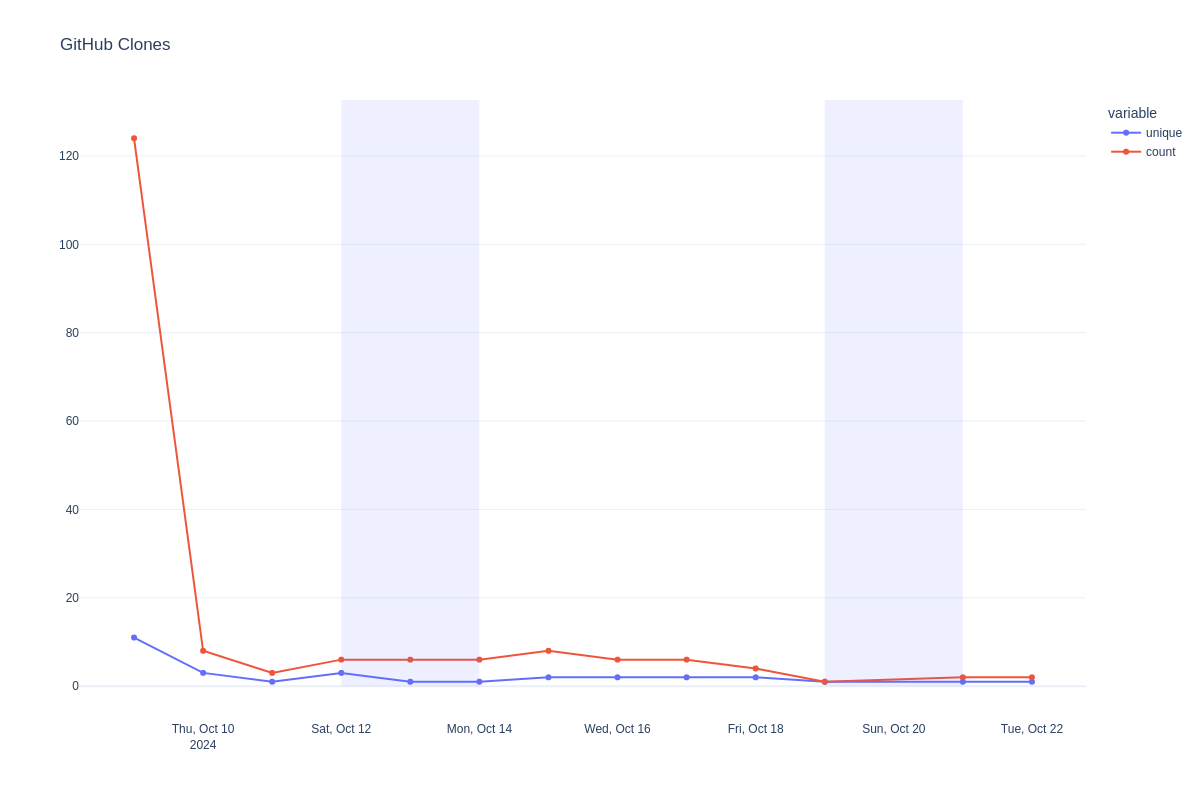 GitHub Clones
variable
unique
count
120
100
80
60
40
20
0
Thu, Oct 10
2024
Sat, Oct 12
Mon, Oct 14
Wed, Oct 16
Fri, Oct 18
Sun, Oct 20
Tue, Oct 22